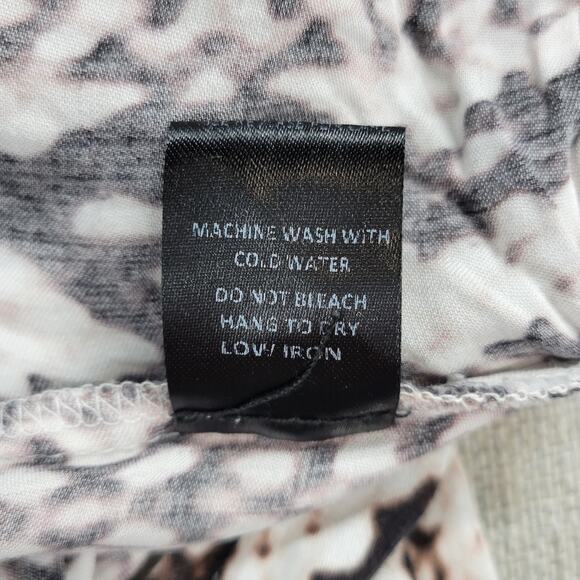 MACHINE WASH WITH
COLD WATER
DO NOT BLEACH
HANG TO DRY
LOW IRON